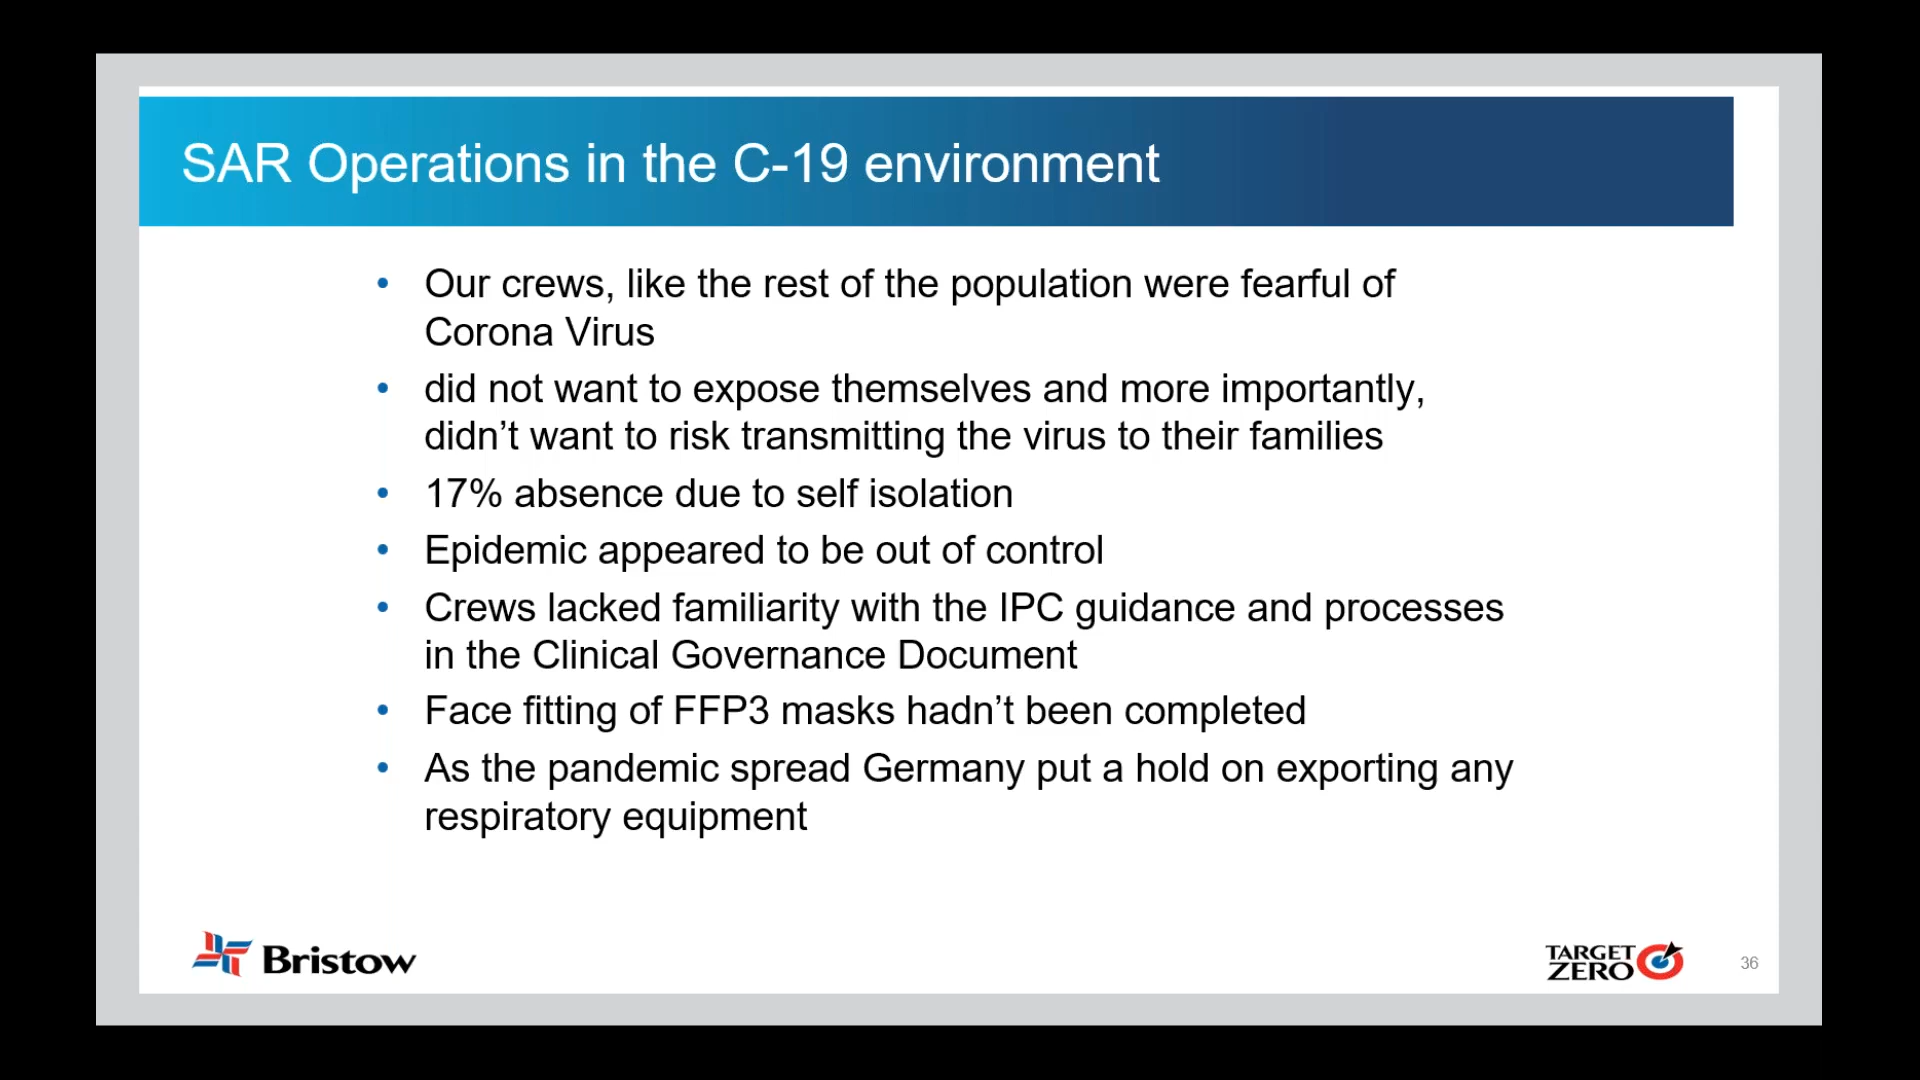 SAR Operations in the C-19 environment
• Our crews, like the rest of the population were fearful of
Corona Virus
• did not want to expose themselves and more importantly,
didn’t want to risk transmitting the virus to their families
• 17% absence due to self isolation
• Epidemic appeared to be out of control
• Crews lacked familiarity with the IPC guidance and processes
in the Clinical Governance Document
• Face fitting of FFP3 masks hadn’t been completed
• As the pandemic spread Germany put a hold on exporting any
respiratory equipment
Bristow
TARGET
ZERO
36